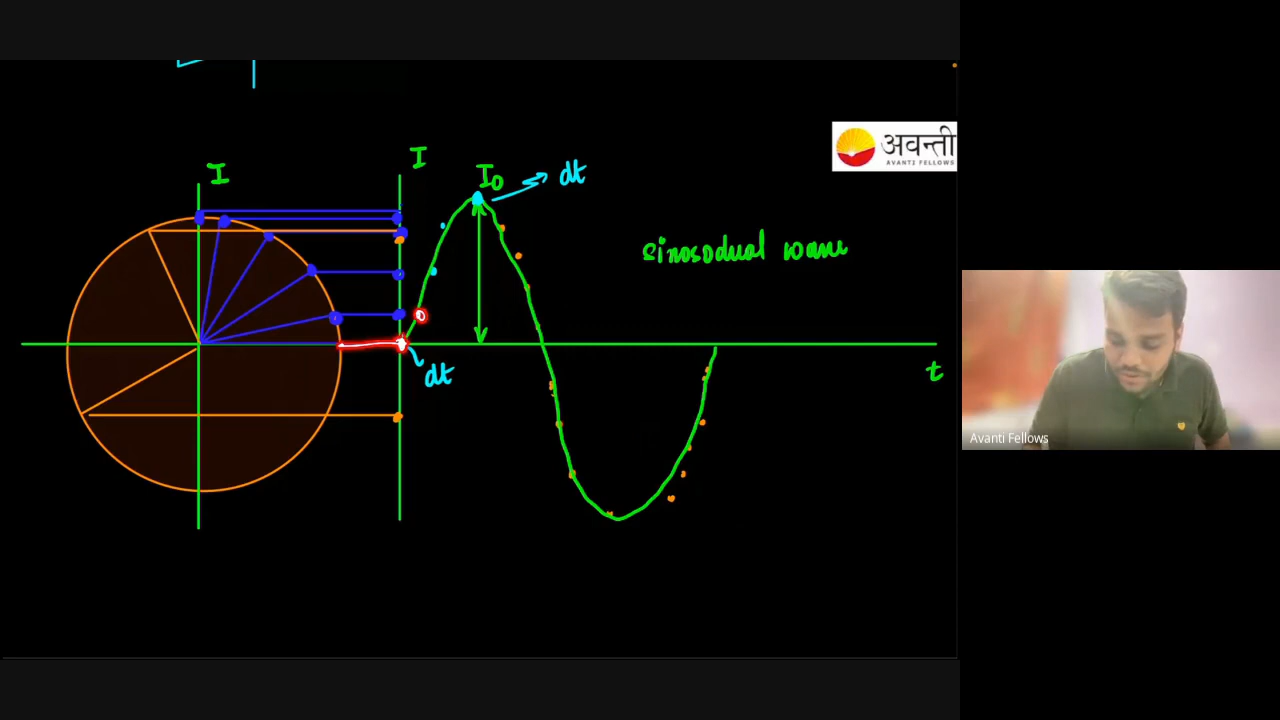 I
I
I0
dt
अवन्ती
AVANTI FELLOWS
sinosodual wave
dt
t
Avanti Fellows